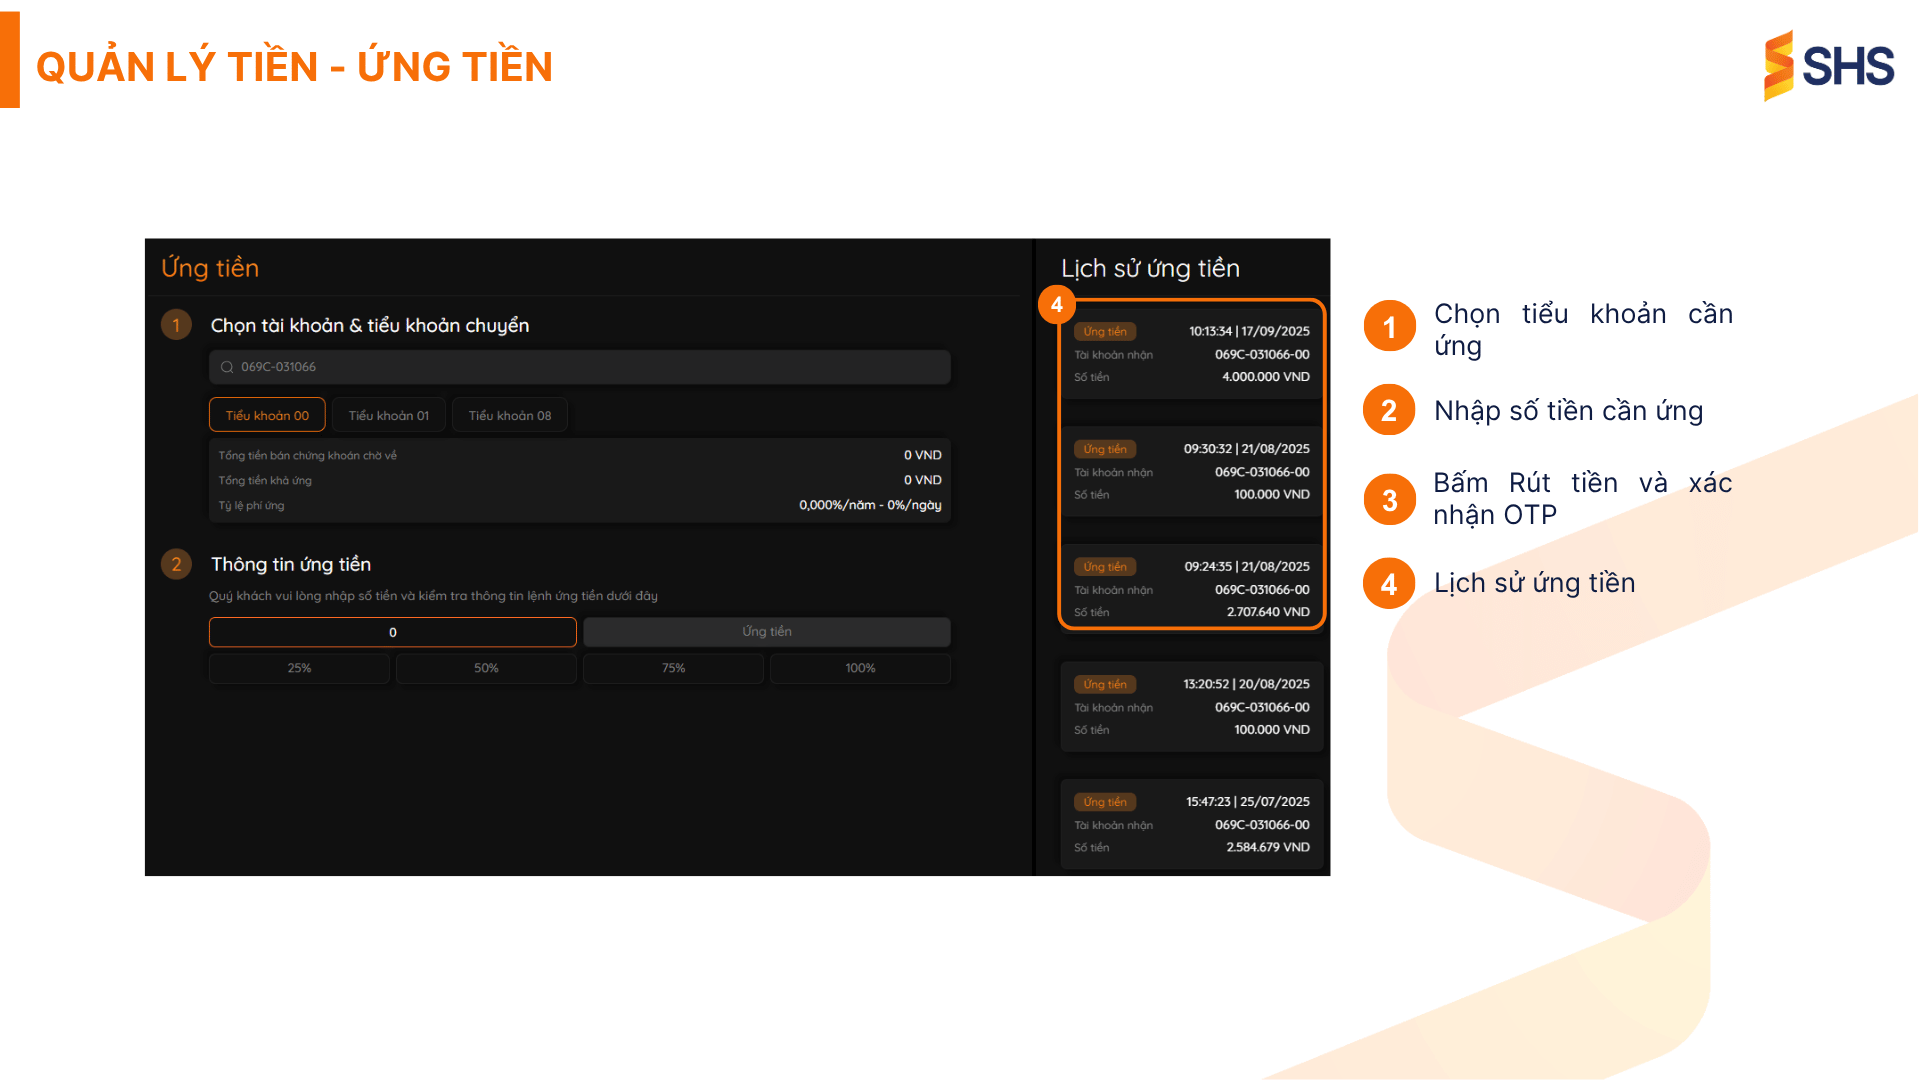 QUẢN LÝ TIỀN - ỨNG TIỀN
SHS
Ứng tiền
1
Chọn tài khoản & tiểu khoản chuyển
069C-031066
Tiểu khoản 00
Tiểu khoản 01
Tiểu khoản 08
Tổng tiền bán chứng khoán chờ về
0 VND
Tổng tiền khả ứng
0 VND
Tỷ lệ phí ứng
0,000%/năm - 0%/ngày
2
Thông tin ứng tiền
Quý khách vui lòng nhập số tiền và kiểm tra thông tin lệnh ứng tiền dưới đây
0
Ứng tiền
25%
50%
75%
100%
Lịch sử ứng tiền
4
Ứng tiền
10:13:34 | 17/09/2025
Tài khoản nhận
069C-031066-00
Số tiền
4.000.000 VND
Ứng tiền
09:30:32 | 21/08/2025
Tài khoản nhận
069C-031066-00
Số tiền
100.000 VND
Ứng tiền
09:24:35 | 21/08/2025
Tài khoản nhận
069C-031066-00
Số tiền
2.707.640 VND
Ứng tiền
13:20:52 | 20/08/2025
Tài khoản nhận
069C-031066-00
Số tiền
100.000 VND
Ứng tiền
15:47:23 | 25/07/2025
Tài khoản nhận
069C-031066-00
Số tiền
2.584.679 VND
1
Chọn tiểu khoản cần
ứng
2
Nhập số tiền cần ứng
3
Bấm Rút tiền và xác
nhận OTP
4
Lịch sử ứng tiền